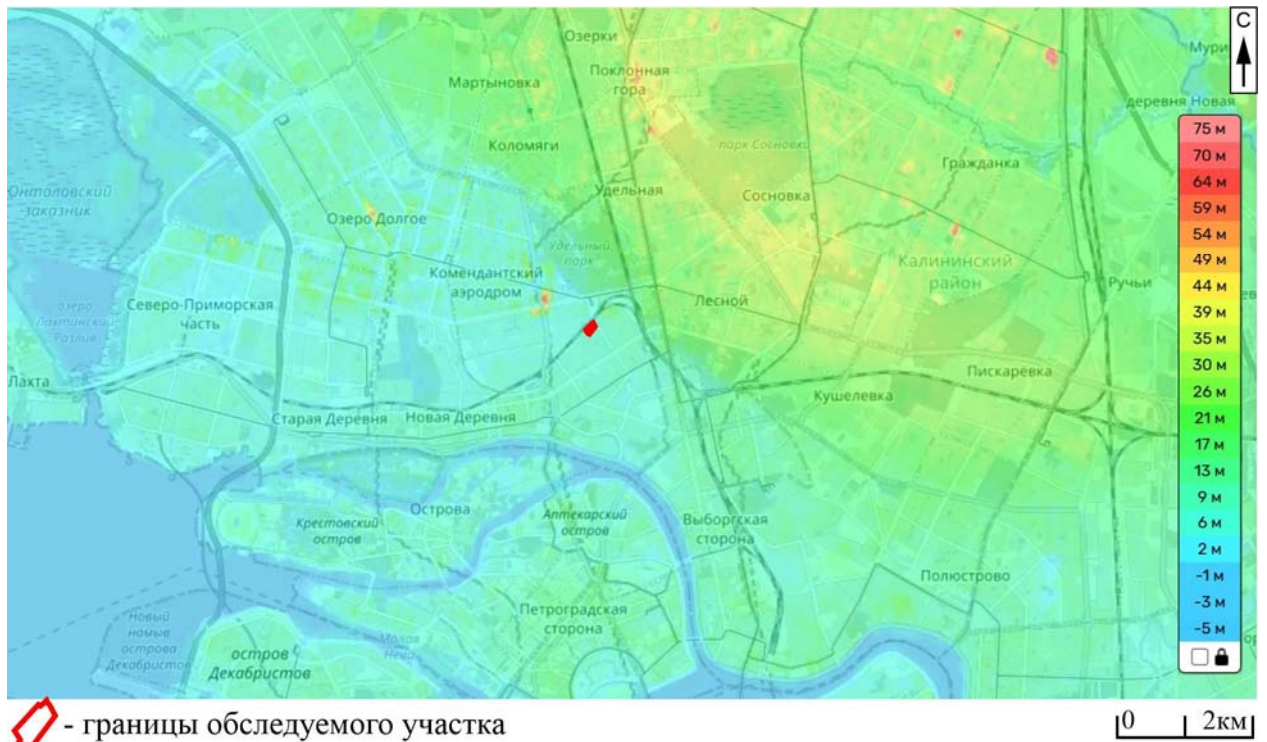 Озерки
С
Мартыновка
Поклонная
гора
Мури
деревня Новая
Коломяги
парк Сосновка
Гражданка
Юнтоловский
заказник
Удельная
Сосновка
Озеро Долгое
Удельный
парк
Комендантский
аэродром
Калининский
район
Ручьи
Северо-Приморская
часть
озеро
Лахтинский
Разлив
Лесной
Лахта
Пискарёвка
Кушелевка
Старая Деревня
Новая Деревня
Крестовский
остров
Острова
Аптекарский
остров
Выборгская
сторона
Полюстрово
Новый
намыв
острова
Декабристов
остров
Декабристов
Малая
Нева
Петроградская
сторона
75 м
70 м
64 м
59 м
54 м
49 м
44 м
39 м
35 м
30 м
26 м
21 м
17 м
13 м
9 м
6 м
2 м
-1 м
-3 м
-5 м
- границы обследуемого участка
0 2км